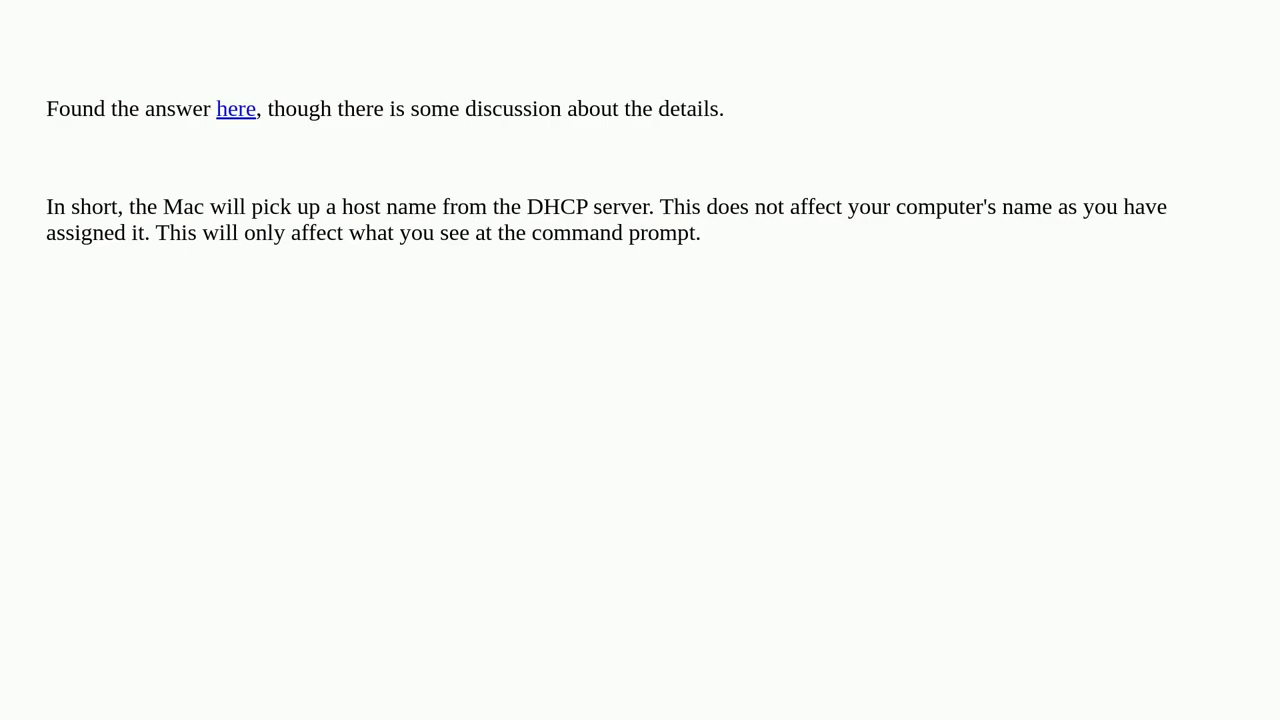 Found the answer here, though there is some discussion about the details.
In short, the Mac will pick up a host name from the DHCP server. This does not affect your computer's name as you have
assigned it. This will only affect what you see at the command prompt.